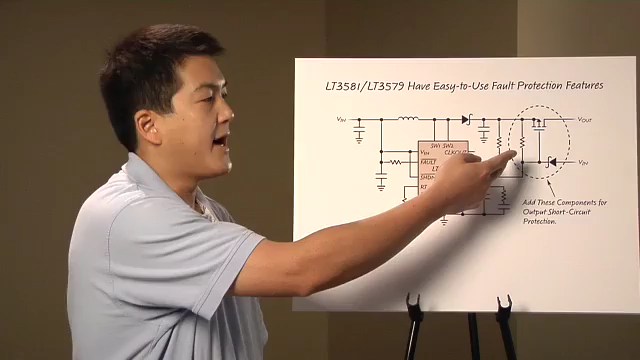 LT3581/LT3579 Have Easy-to-Use Fault Protection Features
VIN
VOUT
SW1 SW2
VIN
CLKOUT
VIN
FAULT
LT
SHDN
RT
Add These Components for
Output Short-Circuit
Protection.